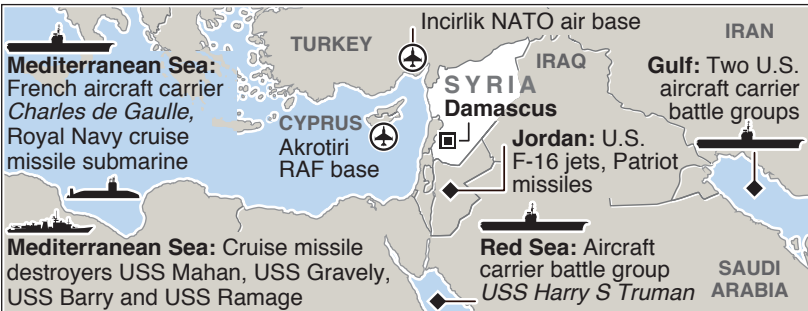 Incirlik NATO air base
TURKEY
IRAN
IRAQ
Mediterranean Sea:
French aircraft carrier
Charles de Gaulle,
Royal Navy cruise
missile submarine
CYPRUS
Akrotiri
RAF base
SYRIA
Damascus
Gulf: Two U.S.
aircraft carrier
battle groups
Jordan: U.S.
F-16 jets, Patriot
missiles
Mediterranean Sea: Cruise missile
destroyers USS Mahan, USS Gravely,
USS Barry and USS Ramage
Red Sea: Aircraft
carrier battle group
USS Harry S Truman
SAUDI
ARABIA